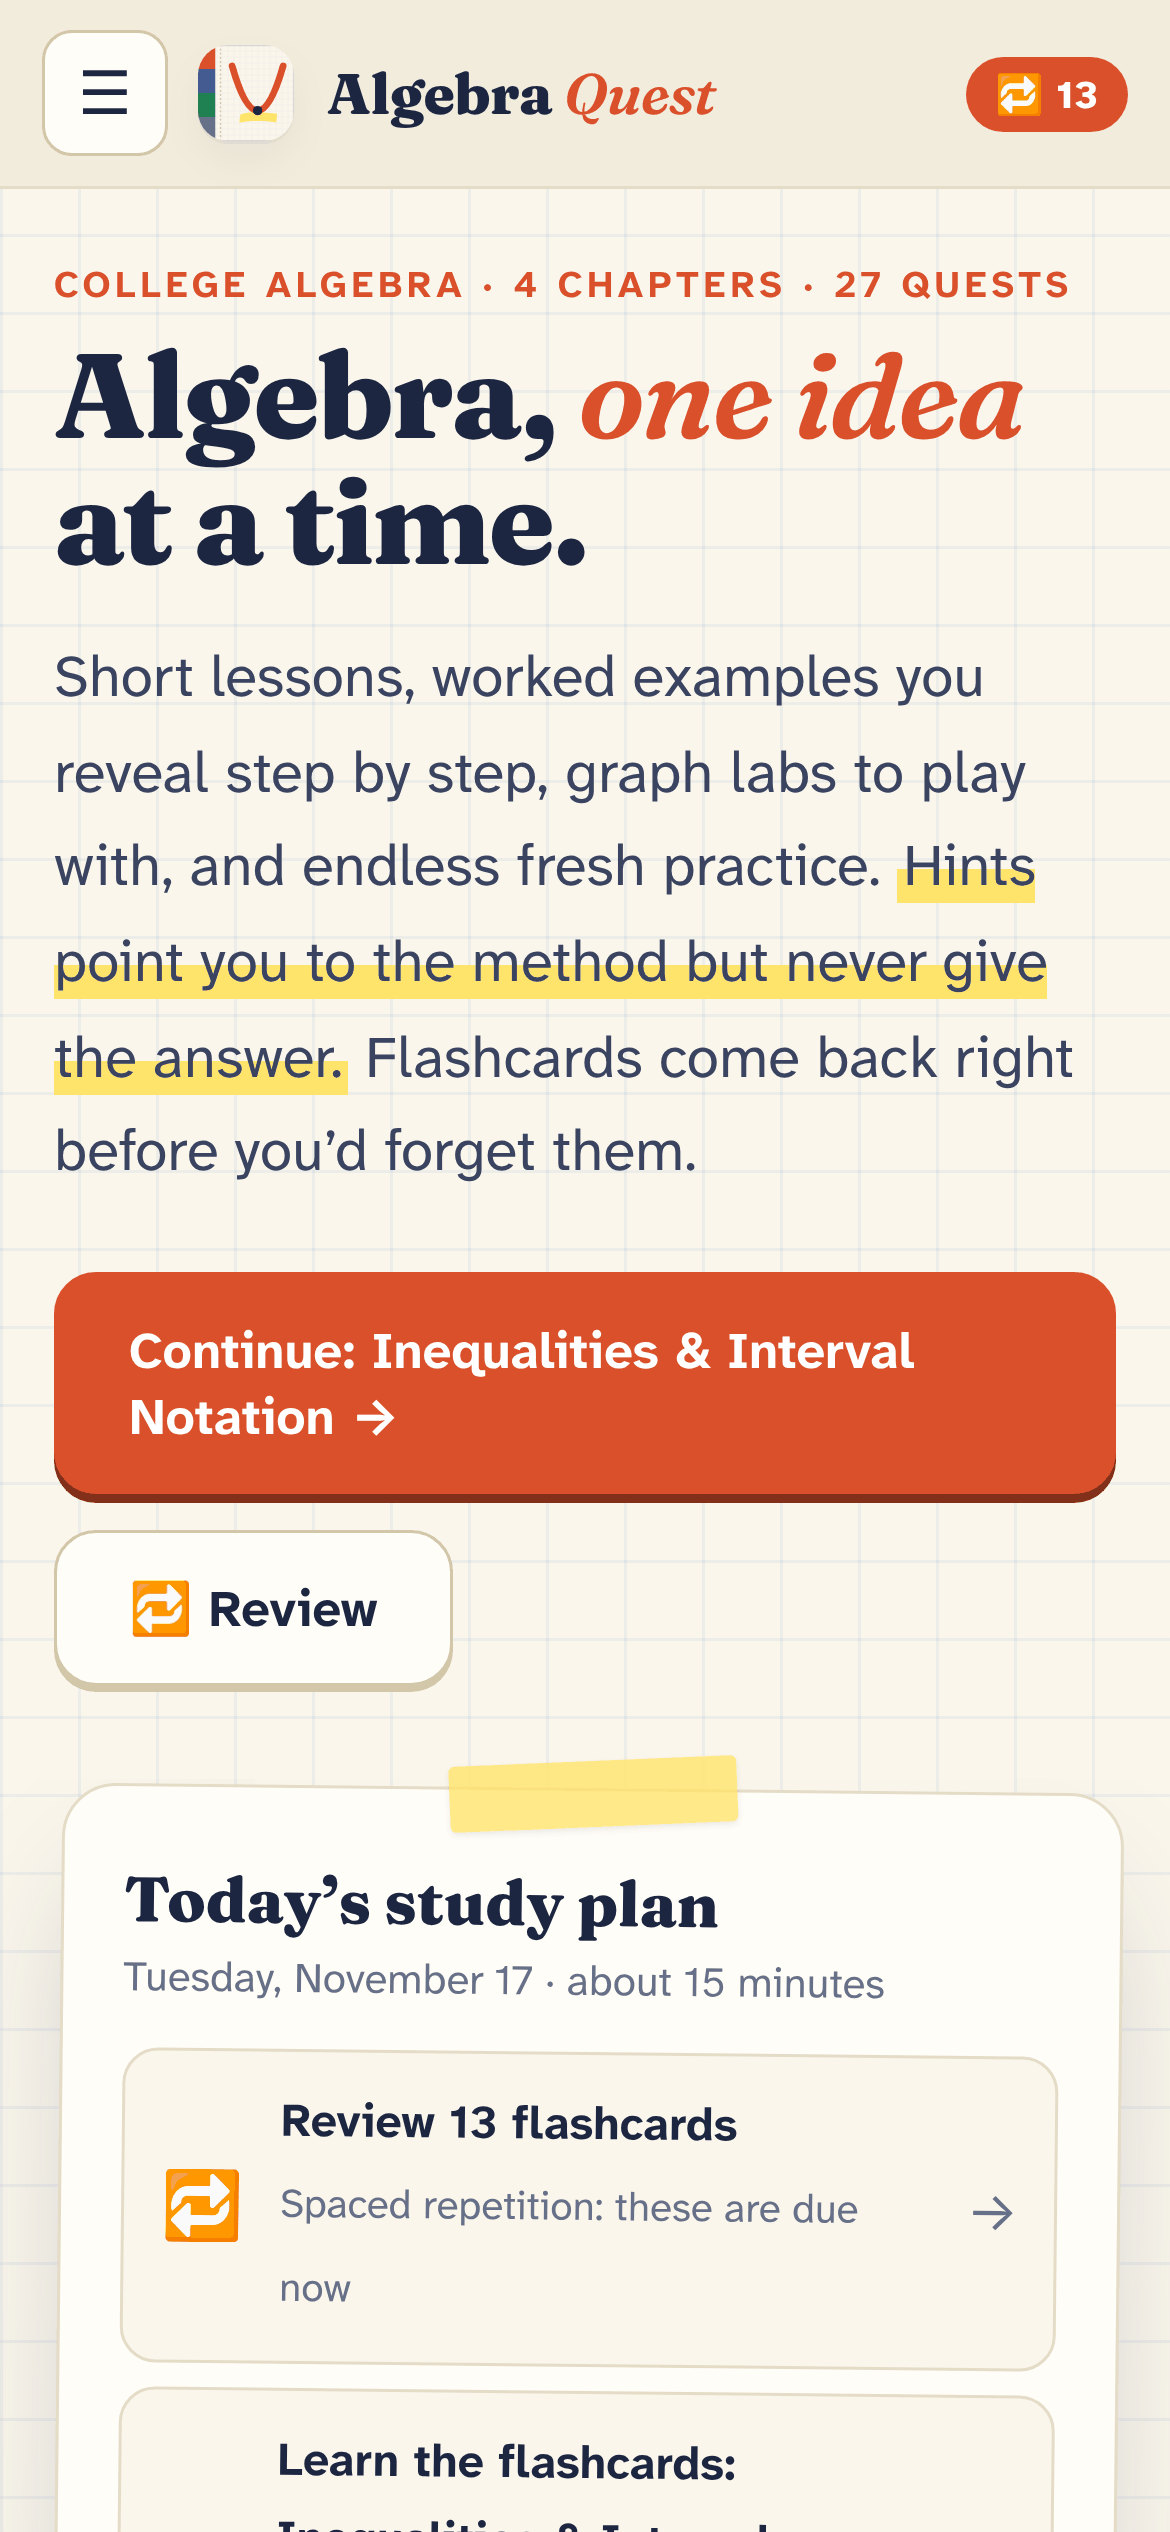 Algebra Quest
13
COLLEGE ALGEBRA · 4 CHAPTERS · 27 QUESTS
Algebra, one idea
at a time.
Short lessons, worked examples you
reveal step by step, graph labs to play
with, and endless fresh practice. Hints
point you to the method but never give
the answer. Flashcards come back right
before you’d forget them.
Continue: Inequalities & Interval
Notation →
Review
Today’s study plan
Tuesday, November 17 · about 15 minutes
Review 13 flashcards
Spaced repetition: these are due
now
→
Learn the flashcards: